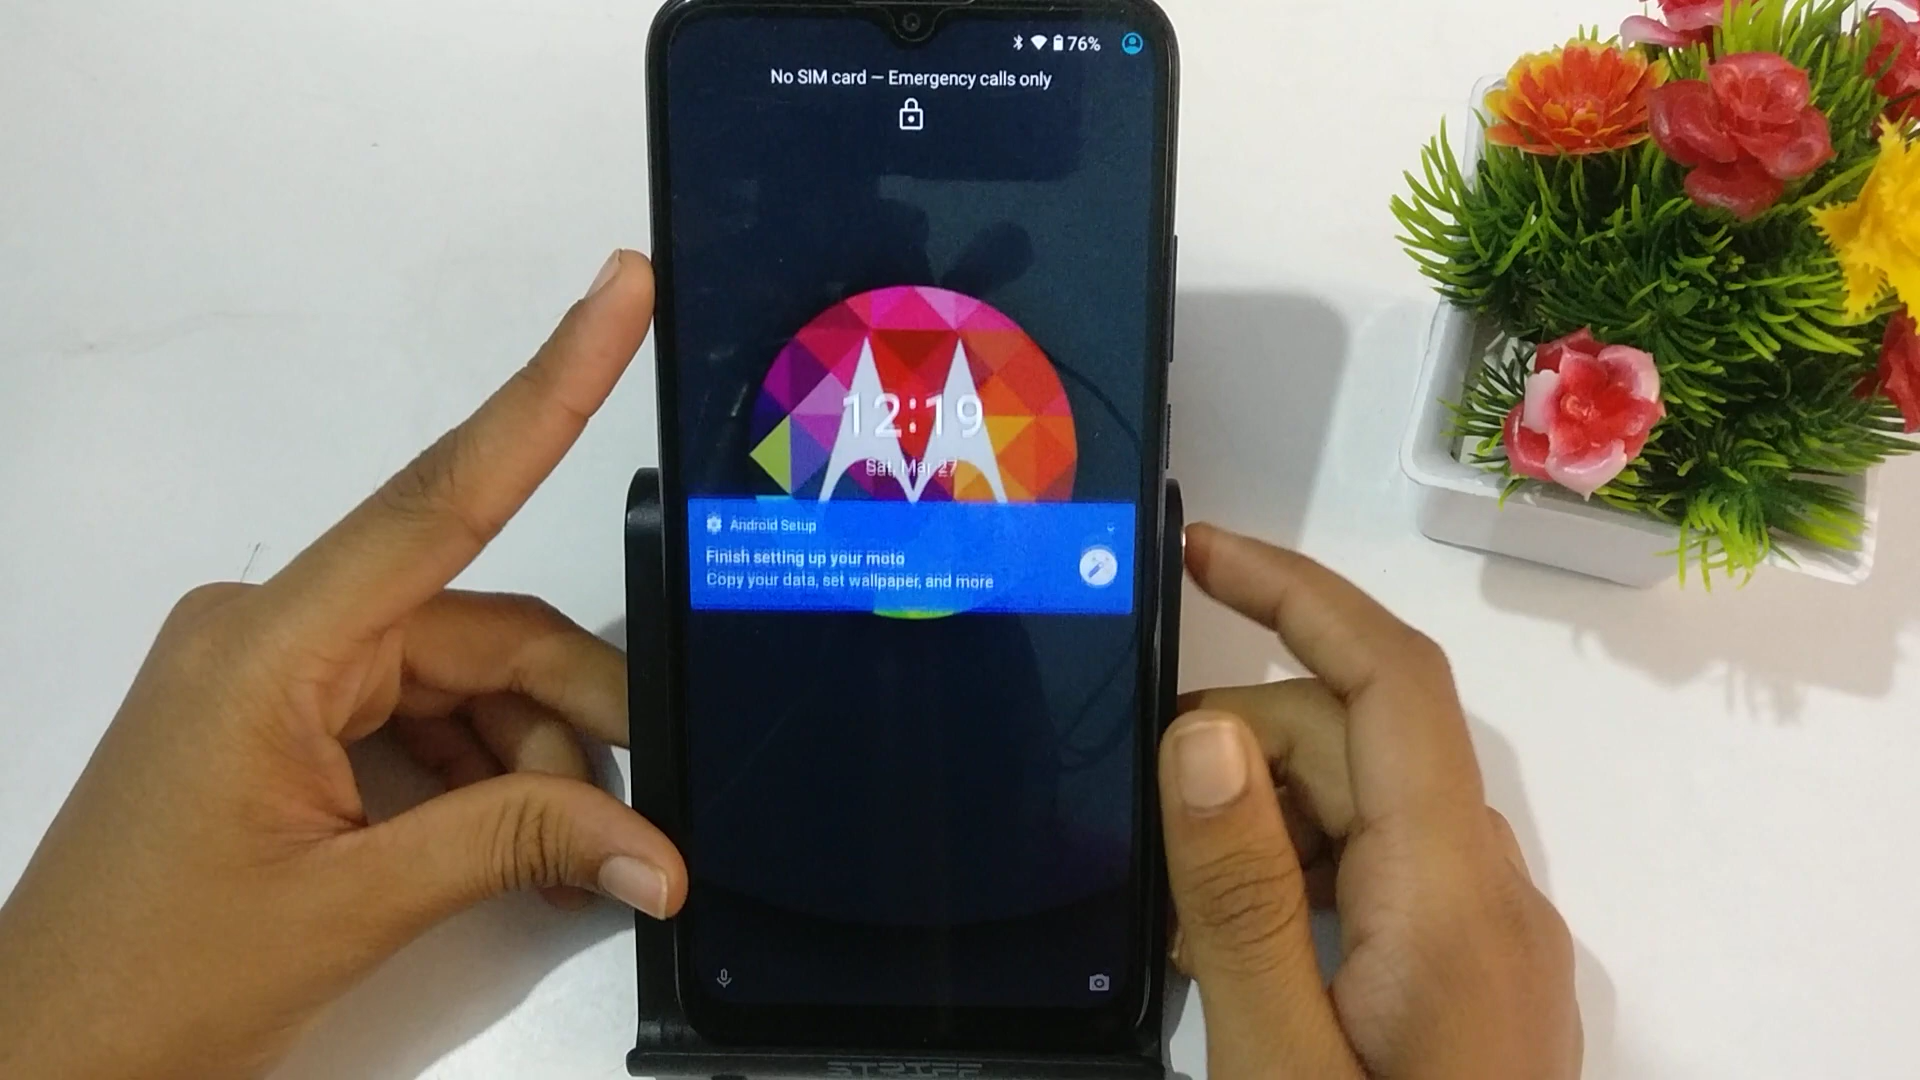 76%
No SIM card — Emergency calls only
12:19
Sat, Mar 27
Android Setup
Finish setting up your moto
Copy your data, set wallpaper, and more
STRIFF